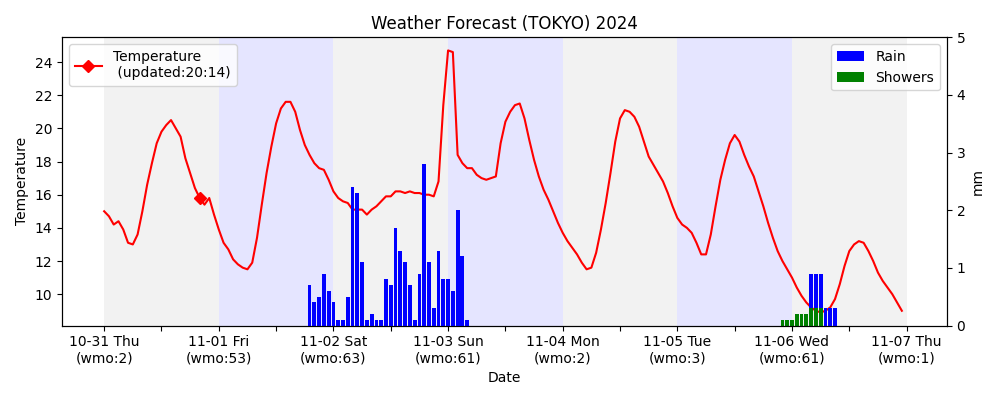 Weather Forecast (TOKYO) 2024
Temperature
(updated:20:14)
Rain
Showers
Temperature
24
22
20
18
16
14
12
10
5
4
3
2
1
0
mm
10-31 Thu
(wmo:2)
11-01 Fri
(wmo:53)
11-02 Sat
(wmo:63)
11-03 Sun
(wmo:61)
11-04 Mon
(wmo:2)
11-05 Tue
(wmo:3)
11-06 Wed
(wmo:61)
11-07 Thu
(wmo:1)
Date